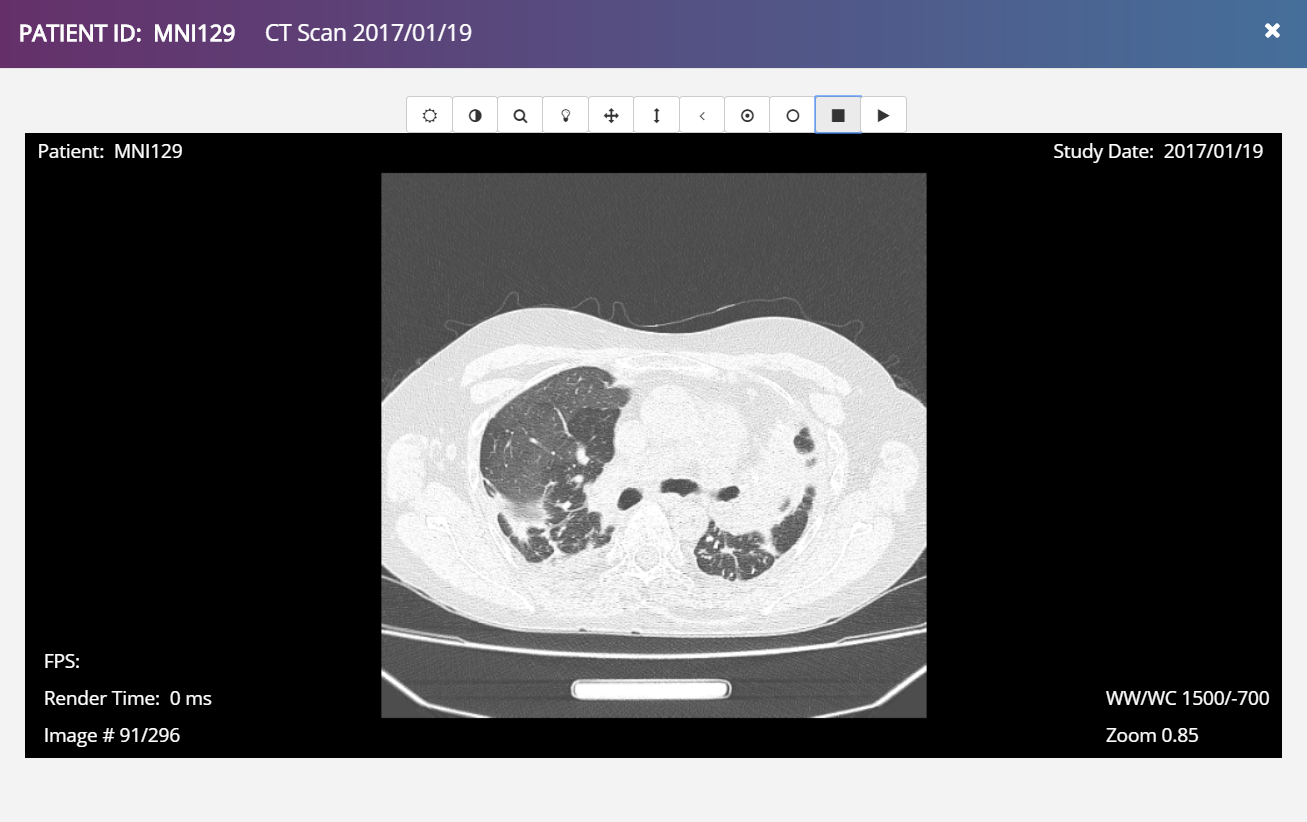 PATIENT ID: MNI129 CT Scan 2017/01/19
Patient: MNI129
Study Date: 2017/01/19
FPS:
Render Time: 0 ms
Image # 91/296
WW/WC 1500/-700
Zoom 0.85